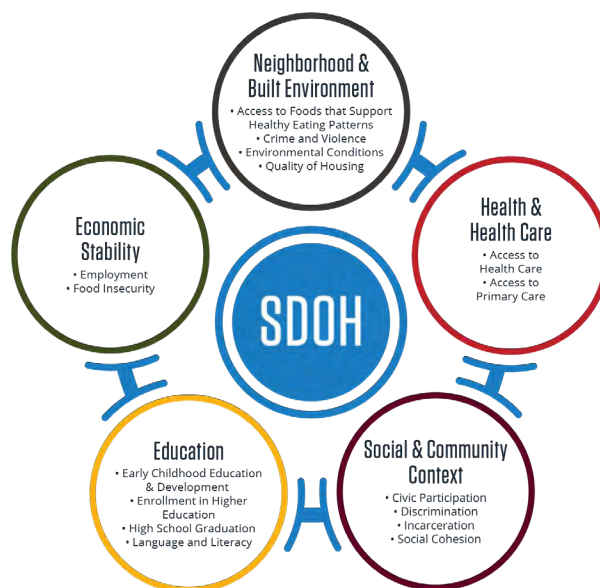 Neighborhood &
Built Environment
• Access to Foods that Support
Healthy Eating Patterns
• Crime and Violence
• Environmental Conditions
• Quality of Housing
Health &
Health Care
• Access to
Health Care
• Access to
Primary Care
Economic
Stability
• Employment
• Food Insecurity
SDOH
Education
• Early Childhood Education
& Development
• Enrollment in Higher
Education
• High School Graduation
• Language and Literacy
Social & Community
Context
• Civic Participation
• Discrimination
• Incarceration
• Social Cohesion